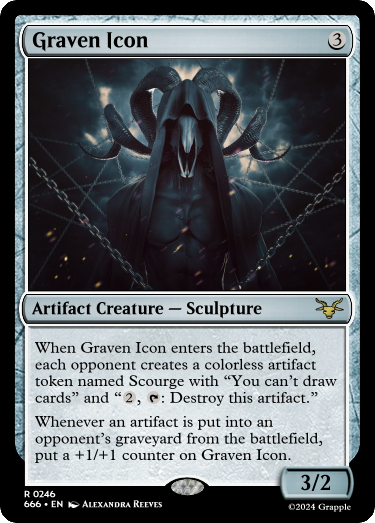 Graven Icon 3
Artifact Creature — Sculpture
When Graven Icon enters the battlefield,
each opponent creates a colorless artifact
token named Scourge with “You can’t draw
cards” and “2, T: Destroy this artifact.”
Whenever an artifact is put into an
opponent’s graveyard from the battlefield,
put a +1/+1 counter on Graven Icon.
3/2
R 0246
666 • EN Alexandra Reeves
©2024 Grapple